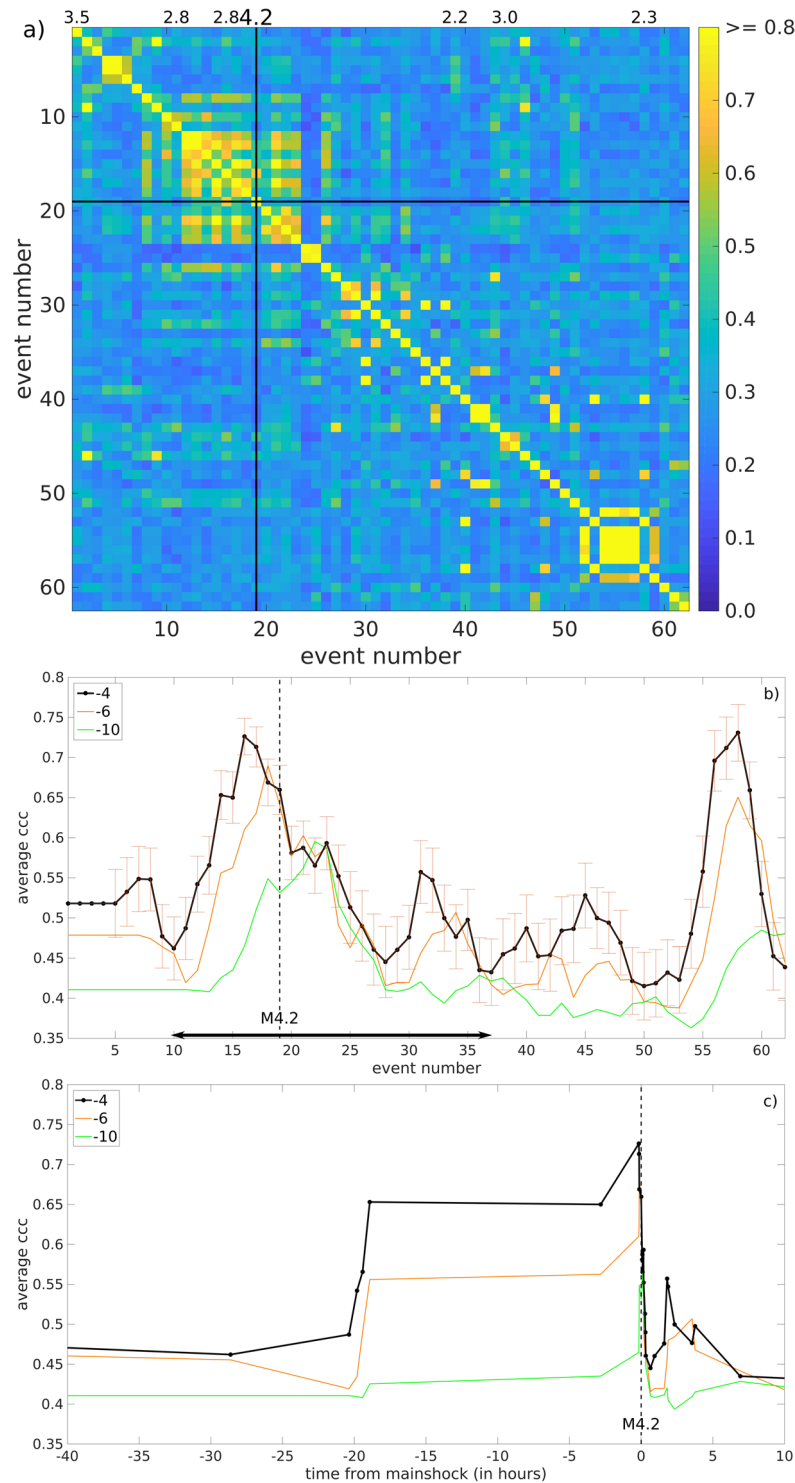 a)
3.5 2.8 2.8 4.2 2.2 3.0 2.3
>= 0.8
0.7
0.6
0.5
0.4
0.3
0.2
0.1
0.0
10
20
30
40
50
60
event number
10 20 30 40 50 60
event number
b)
-4
-6
-10
0.8
0.75
0.7
0.65
0.6
0.55
0.5
0.45
0.4
0.35
average ccc
M4.2
5 10 15 20 25 30 35 40 45 50 55 60
event number
c)
-4
-6
-10
0.8
0.75
0.7
0.65
0.6
0.55
0.5
0.45
0.4
0.35
average ccc
M4.2
-40 -35 -30 -25 -20 -15 -10 -5 0 5 10
time from mainshock (in hours)